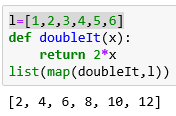 l=[1,2,3,4,5,6]
def doubleIt(x):
    return 2*x
list(map(doubleIt,l))
[2, 4, 6, 8, 10, 12]